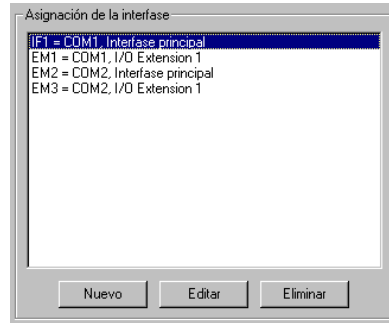 Asignación de la interfase
IF1 = COM1, Interfase principal
EM1 = COM1, I/O Extension 1
EM2 = COM2, Interfase principal
EM3 = COM2, I/O Extension 1
Nuevo
Editar
Eliminar